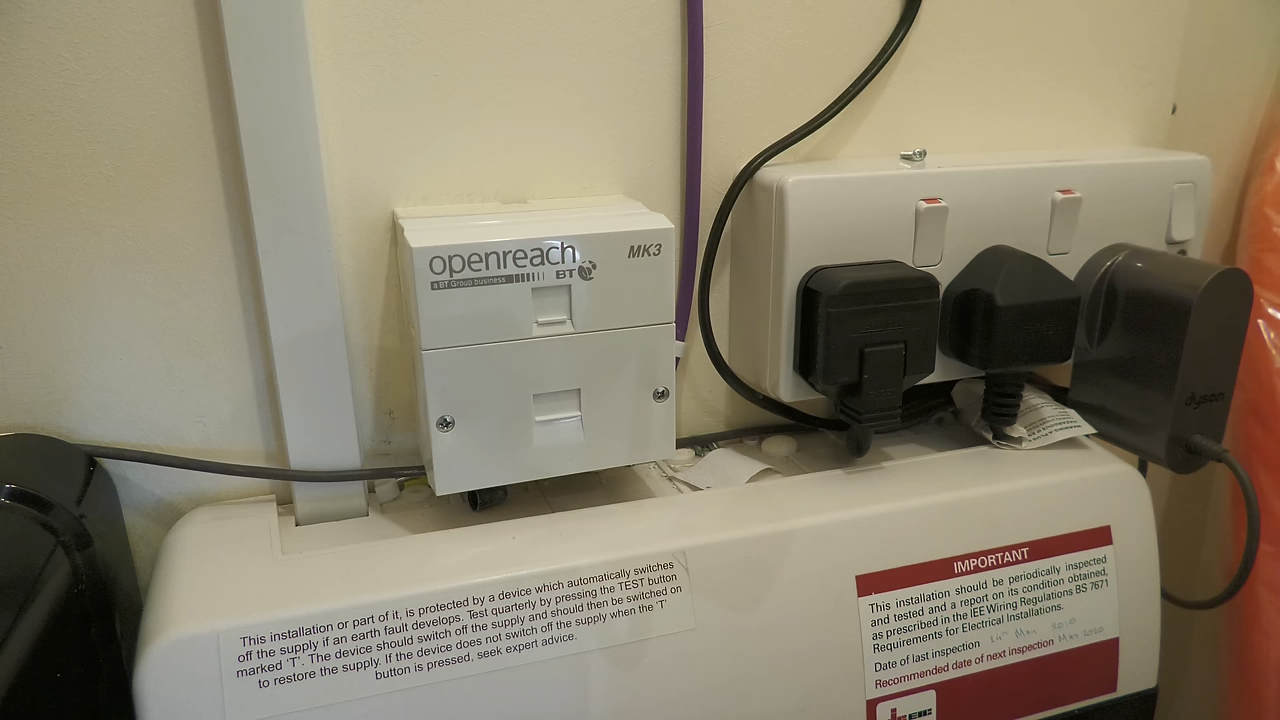 openreach
MK3
a BT Group business
BT
dyson
This installation or part of it, is protected by a device which automatically switches
off the supply if an earth fault develops. Test quarterly by pressing the TEST button
marked 'T'. The device should switch off the supply and should then be switched on
to restore the supply. If the device does not switch off the supply when the 'T'
button is pressed, seek expert advice.
IMPORTANT
This installation should be periodically inspected
and tested and a report on its condition obtained,
as prescribed in the IEE Wiring Regulations BS 7671
Requirements for Electrical Installations.
Date of last inspection May 2010
Recommended date of next inspection May 2020